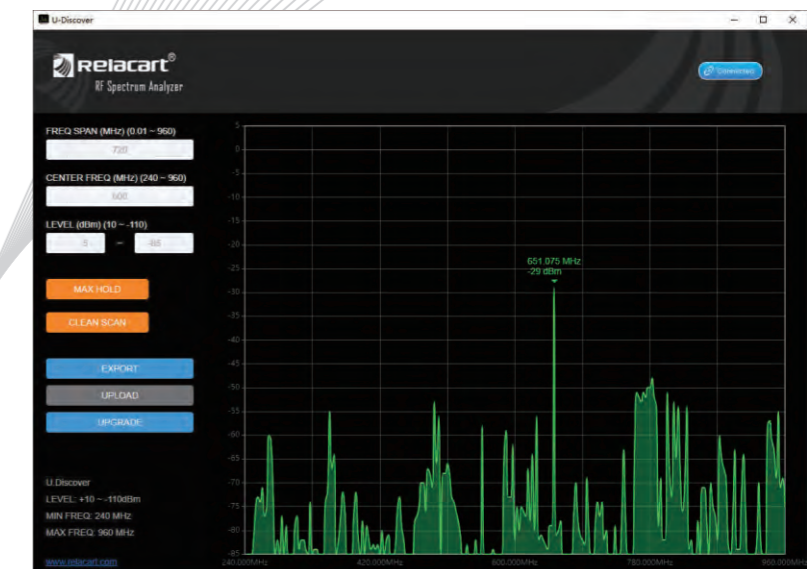 U-Discover
Relacart®
RF Spectrum Analyzer
Connected
FREQ SPAN (MHz) (0.01 ~ 960)
720
CENTER FREQ (MHz) (240 ~ 960)
600
LEVEL (dBm) (10 ~ -110)
5 ~ -85
MAX HOLD
CLEAN SCAN
EXPORT
UPLOAD
UPGRADE
U.Discover
LEVEL: +10 ~ -110dBm
MIN FREQ: 240 MHz
MAX FREQ: 960 MHz
www.relacart.com
5
0
-5
-10
-15
-20
-25
-30
-35
-40
-45
-50
-55
-60
-65
-70
-75
-80
-85
651.075 MHz
-29 dBm
240.000MHz 420.000MHz 600.000MHz 780.000MHz 960.000MHz